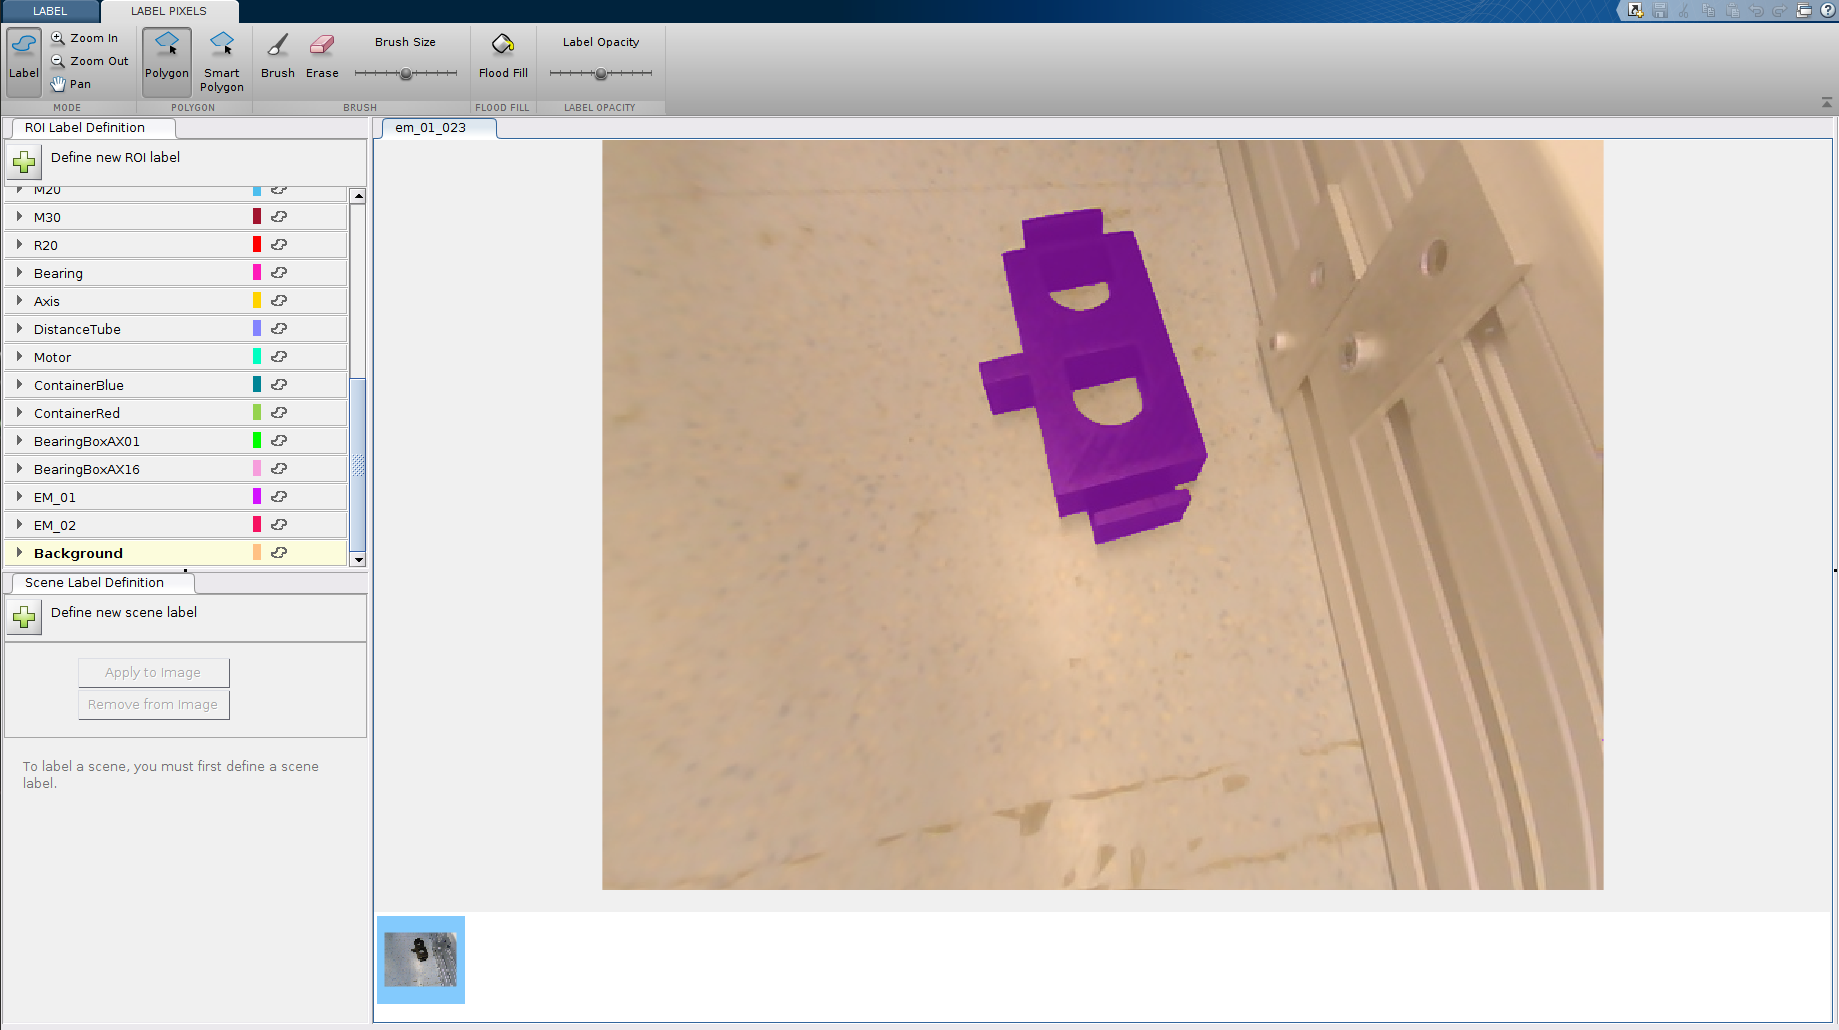 LABEL
LABEL PIXELS
Label
Zoom In
Zoom Out
Pan
Polygon
Smart
Polygon
Brush
Erase
Brush Size
Flood Fill
Label Opacity
MODE
POLYGON
BRUSH
FLOOD FILL
LABEL OPACITY
ROI Label Definition
em_01_023
Define new ROI label
M20
M30
R20
Bearing
Axis
DistanceTube
Motor
ContainerBlue
ContainerRed
BearingBoxAX01
BearingBoxAX16
EM_01
EM_02
Background
Scene Label Definition
Define new scene label
Apply to Image
Remove from Image
To label a scene, you must first define a scene
label.